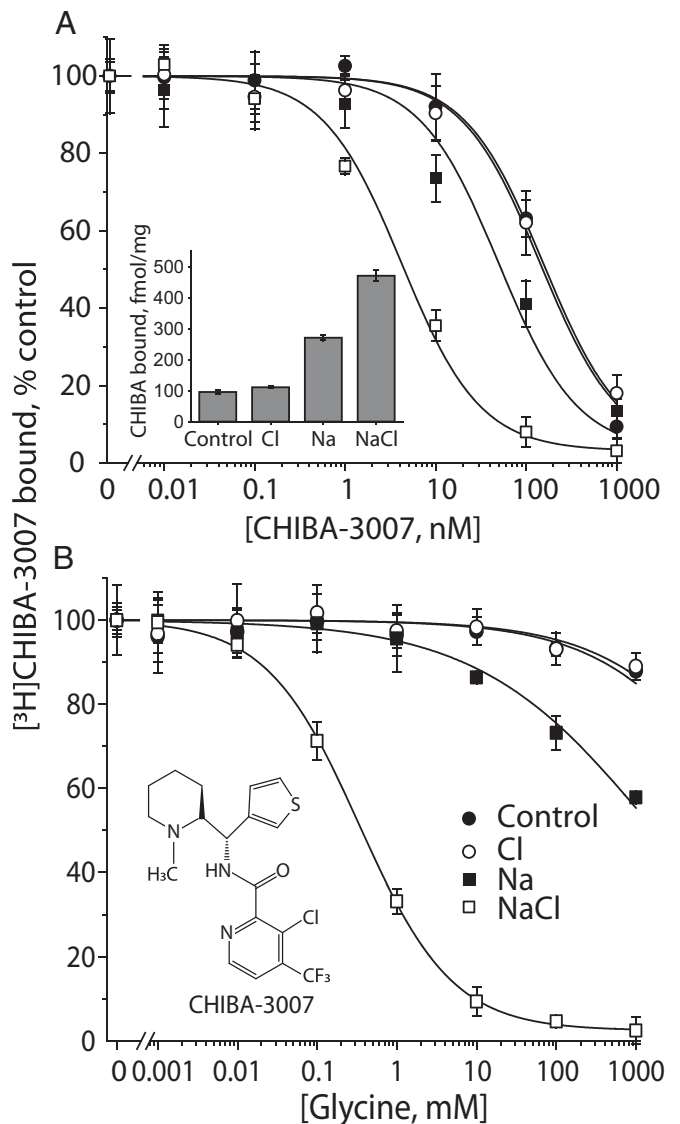 A
[³H]CHIBA-3007 bound, % control
100
80
60
40
20
0
CHIBA bound, fmol/mg
500
400
300
200
100
0
Control Cl Na NaCl
0 0.01 0.1 1 10 100 1000
[CHIBA-3007, nM]
B
100
80
60
40
20
0
S
N
H₃C
HN
O
N
Cl
CF₃
CHIBA-3007
Control
Cl
Na
NaCl
0 0.001 0.01 0.1 1 10 100 1000
[Glycine, mM]